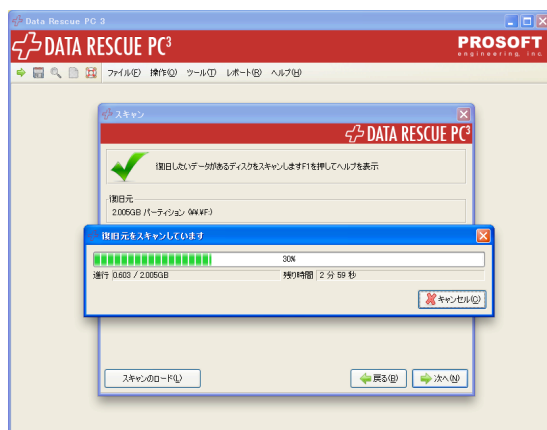 Data Rescue PC 3
DATA RESCUE PC³
PROSOFT
engineering, inc.
ファイル(F) 操作(O) ツール(T) レポート(R) ヘルプ(H)
スキャン
DATA RESCUE PC³
復旧したいデータがあるディスクをスキャンしますF1を押してヘルプを表示
復旧元
2.005GB パーティション (¥¥.¥F:)
復旧元をスキャンしています
30%
進行 0.603 / 2.005GB 残り時間 2 分 59 秒
キャンセル(C)
スキャンのロード(L) 戻る(B) 次へ(N)